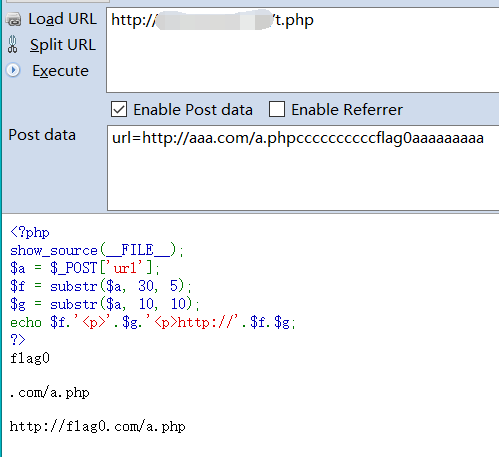 Load URL
http:// /t.php
Split URL
Execute
Enable Post data Enable Referrer
Post data
url=http://aaa.com/a.phpccccccccccflag0aaaaaaaaaa
<?php
show_source(__FILE__);
$a = $_POST['url'];
$f = substr($a, 30, 5);
$g = substr($a, 10, 10);
echo $f.'<p>'.$g.'<p>http://'.$f.$g;
?>
flag0
.com/a.php
http://flag0.com/a.php